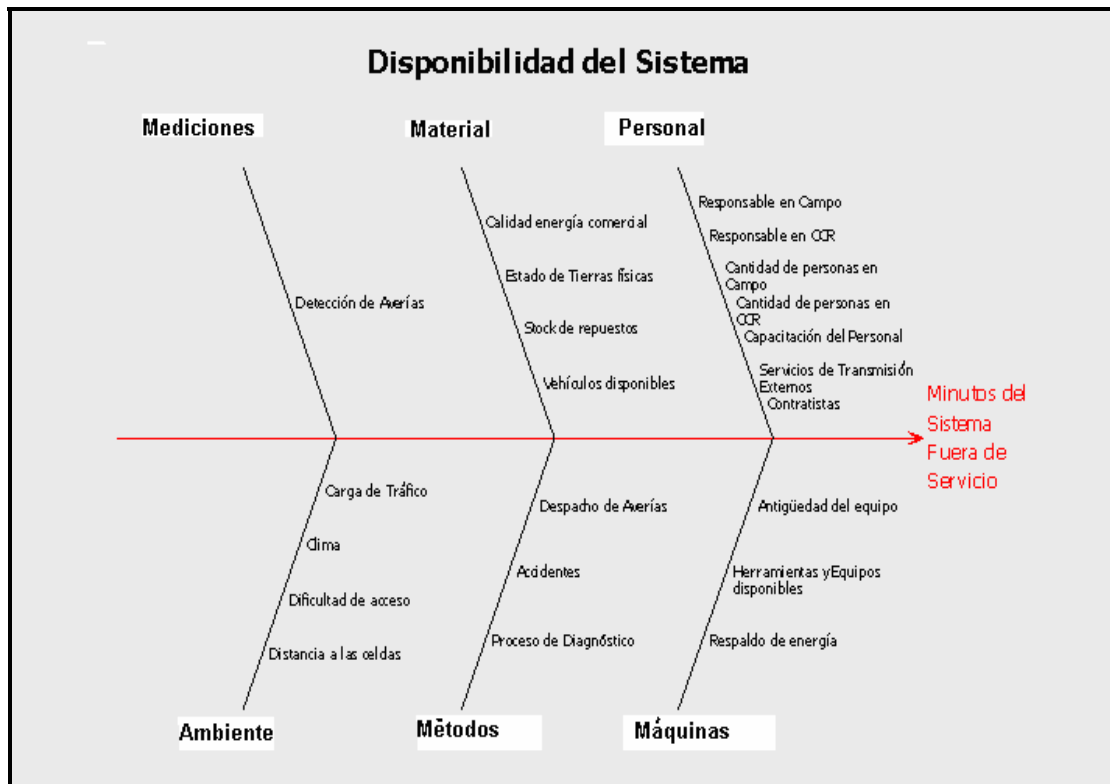 Disponibilidad del Sistema
Mediciones
Material
Personal
Detección de Averías
Calidad energía comercial
Estado de Tierras físicas
Stock de repuestos
Vehículos disponibles
Responsable en Campo
Responsable en CCR
Cantidad de personas en
Campo
Cantidad de personas en
CCR
Capacitación del Personal
Servicios de Transmisión
Externos
Contratistas
Minutos del
Sistema
Fuera de
Servicio
Carga de Tráfico
Clima
Dificultad de acceso
Distancia a las celdas
Despacho de Averías
Accidentes
Proceso de Diagnóstico
Antigüedad del equipo
Herramientas y Equipos
disponibles
Respaldo de energía
Ambiente
Métodos
Máquinas